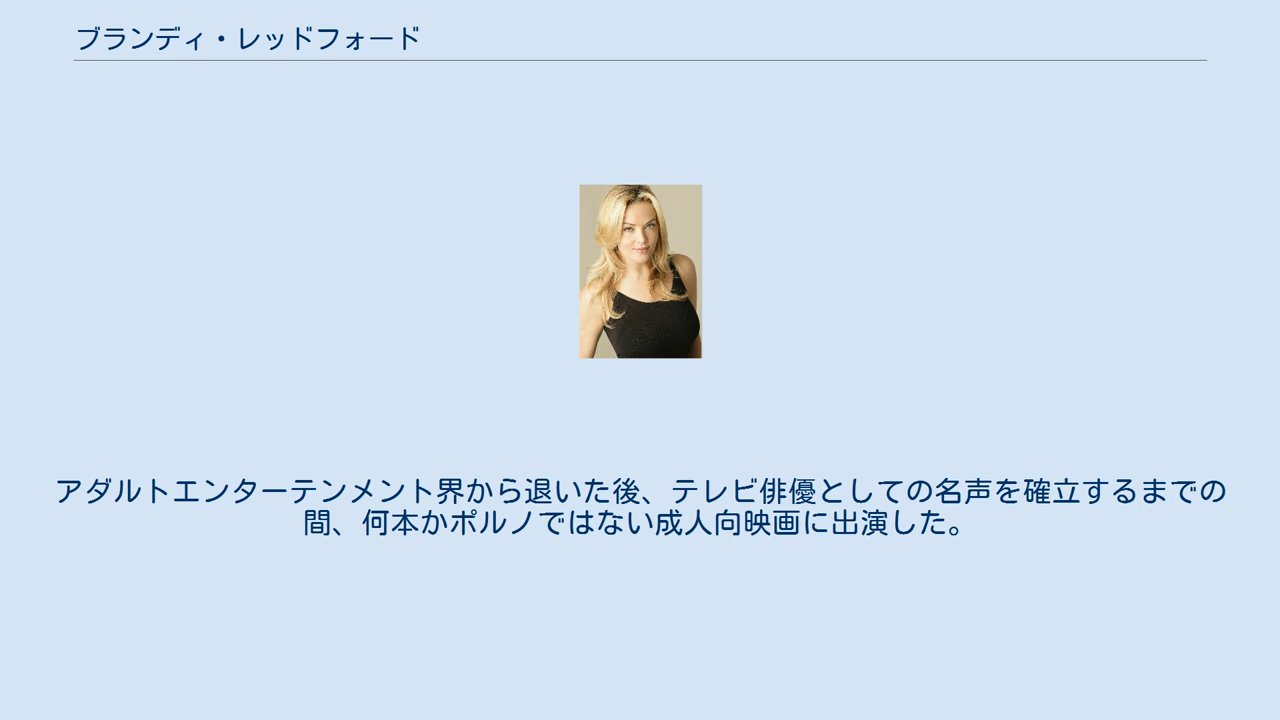 ブランディ・レッドフォード
アダルトエンターテンメント界から退いた後、テレビ俳優としての名声を確立するまでの
間、何本かポルノではない成人向映画に出演した。